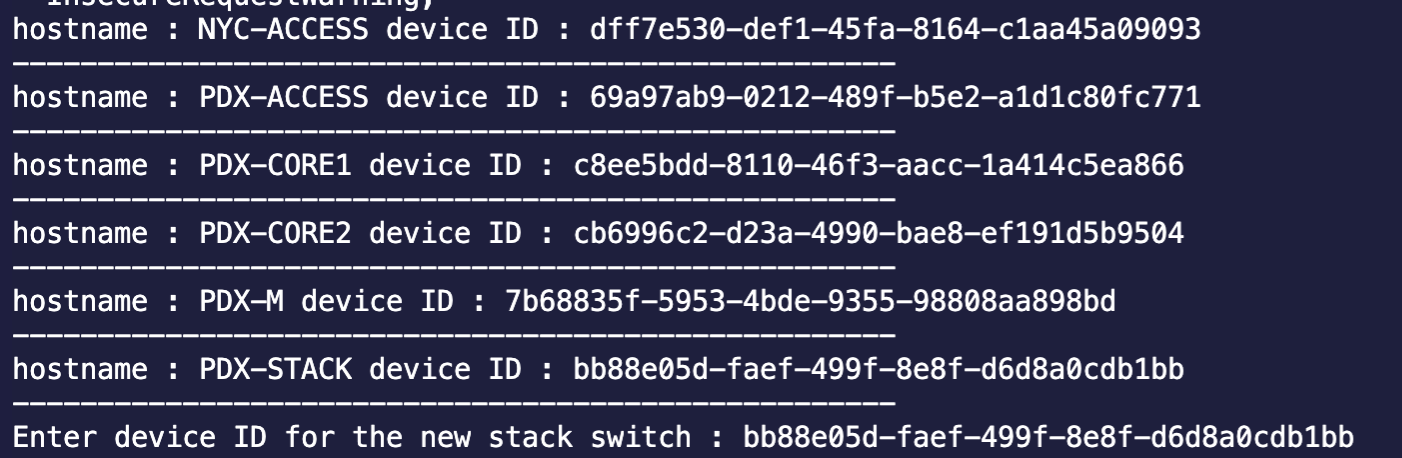 InsecureRequestWarning,
hostname : NYC-ACCESS device ID : dff7e530-def1-45fa-8164-c1aa45a09093
-----------------------------------------------------
hostname : PDX-ACCESS device ID : 69a97ab9-0212-489f-b5e2-a1d1c80fc771
-----------------------------------------------------
hostname : PDX-CORE1 device ID : c8ee5bdd-8110-46f3-aacc-1a414c5ea866
-----------------------------------------------------
hostname : PDX-CORE2 device ID : cb6996c2-d23a-4990-bae8-ef191d5b9504
-----------------------------------------------------
hostname : PDX-M device ID : 7b68835f-5953-4bde-9355-98808aa898bd
-----------------------------------------------------
hostname : PDX-STACK device ID : bb88e05d-faef-499f-8e8f-d6d8a0cdb1bb
-----------------------------------------------------
Enter device ID for the new stack switch : bb88e05d-faef-499f-8e8f-d6d8a0cdb1bb